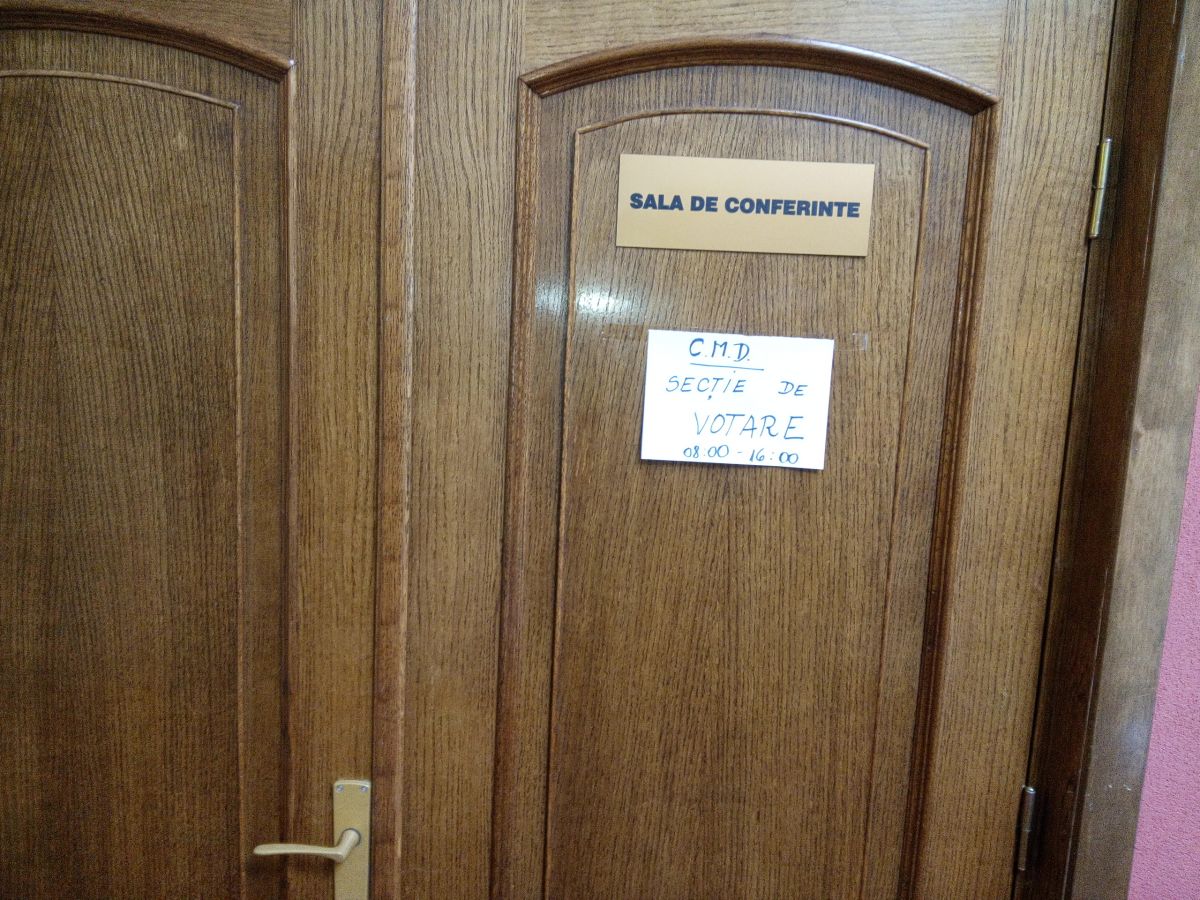 SALA DE CONFERINTE
C.M.D.
SECȚIE DE
VOTARE
08:00 - 16:00